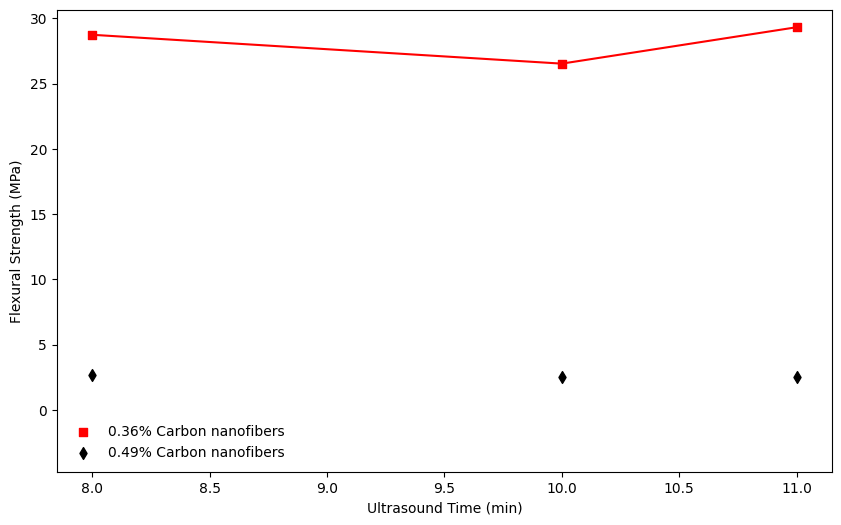 30
25
20
15
10
5
0
Flexural Strength (MPa)
0.36% Carbon nanofibers
0.49% Carbon nanofibers
8.0 8.5 9.0 9.5 10.0 10.5 11.0
Ultrasound Time (min)